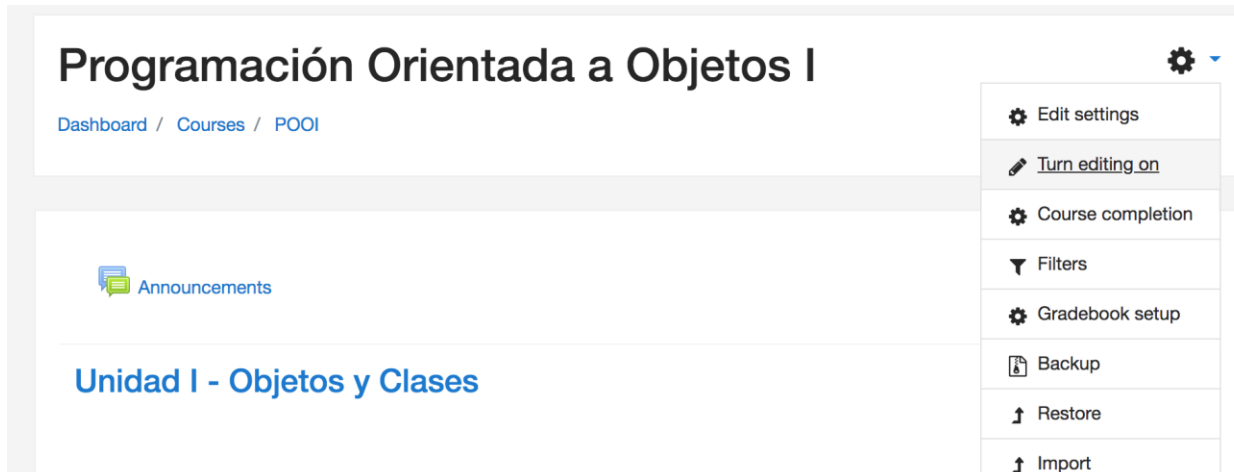 Programación Orientada a Objetos I
Dashboard / Courses / POOI
Edit settings
Turn editing on
Course completion
Filters
Gradebook setup
Backup
Restore
Import
Announcements
Unidad I - Objetos y Clases